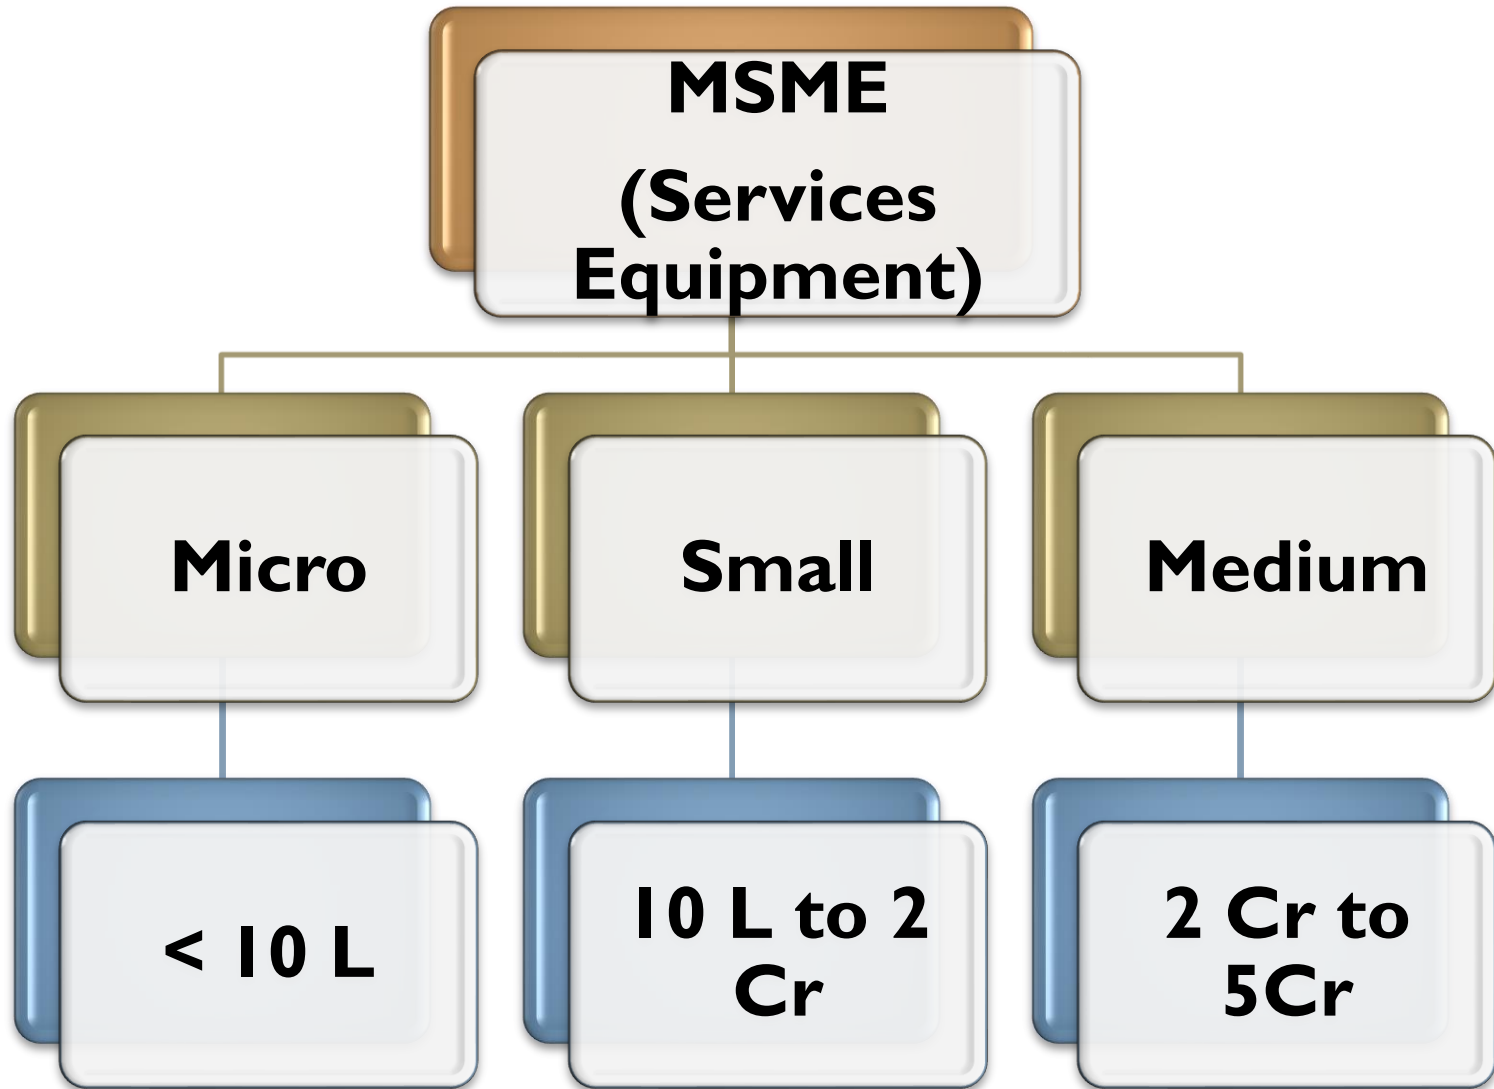 MSME
(Services
Equipment)
Micro
Small
Medium
< 10 L
10 L to 2
Cr
2 Cr to
5Cr